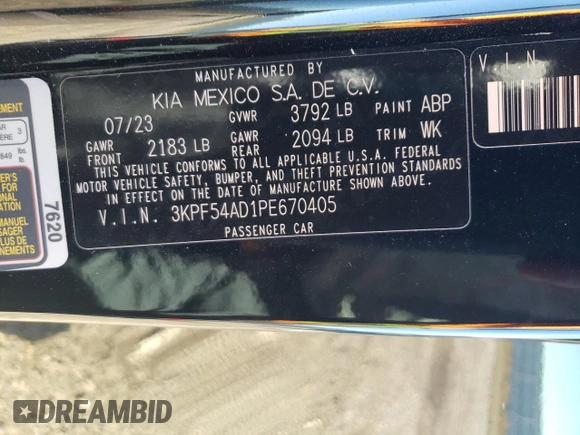 MANUFACTURED BY
KIA MEXICO S.A. DE C.V.
07/23 GVWR 3792 LB PAINT ABP
GAWR FRONT 2183 LB GAWR REAR 2094 LB TRIM WK
THIS VEHICLE CONFORMS TO ALL APPLICABLE U.S.A. FEDERAL
MOTOR VEHICLE SAFETY, BUMPER, AND THEFT PREVENTION STANDARDS
IN EFFECT ON THE DATE OF MANUFACTURE SHOWN ABOVE.
V.I.N. 3KPF54AD1PE670405
PASSENGER CAR
V.I.N.
3
lbs.
7620
DREAMBID